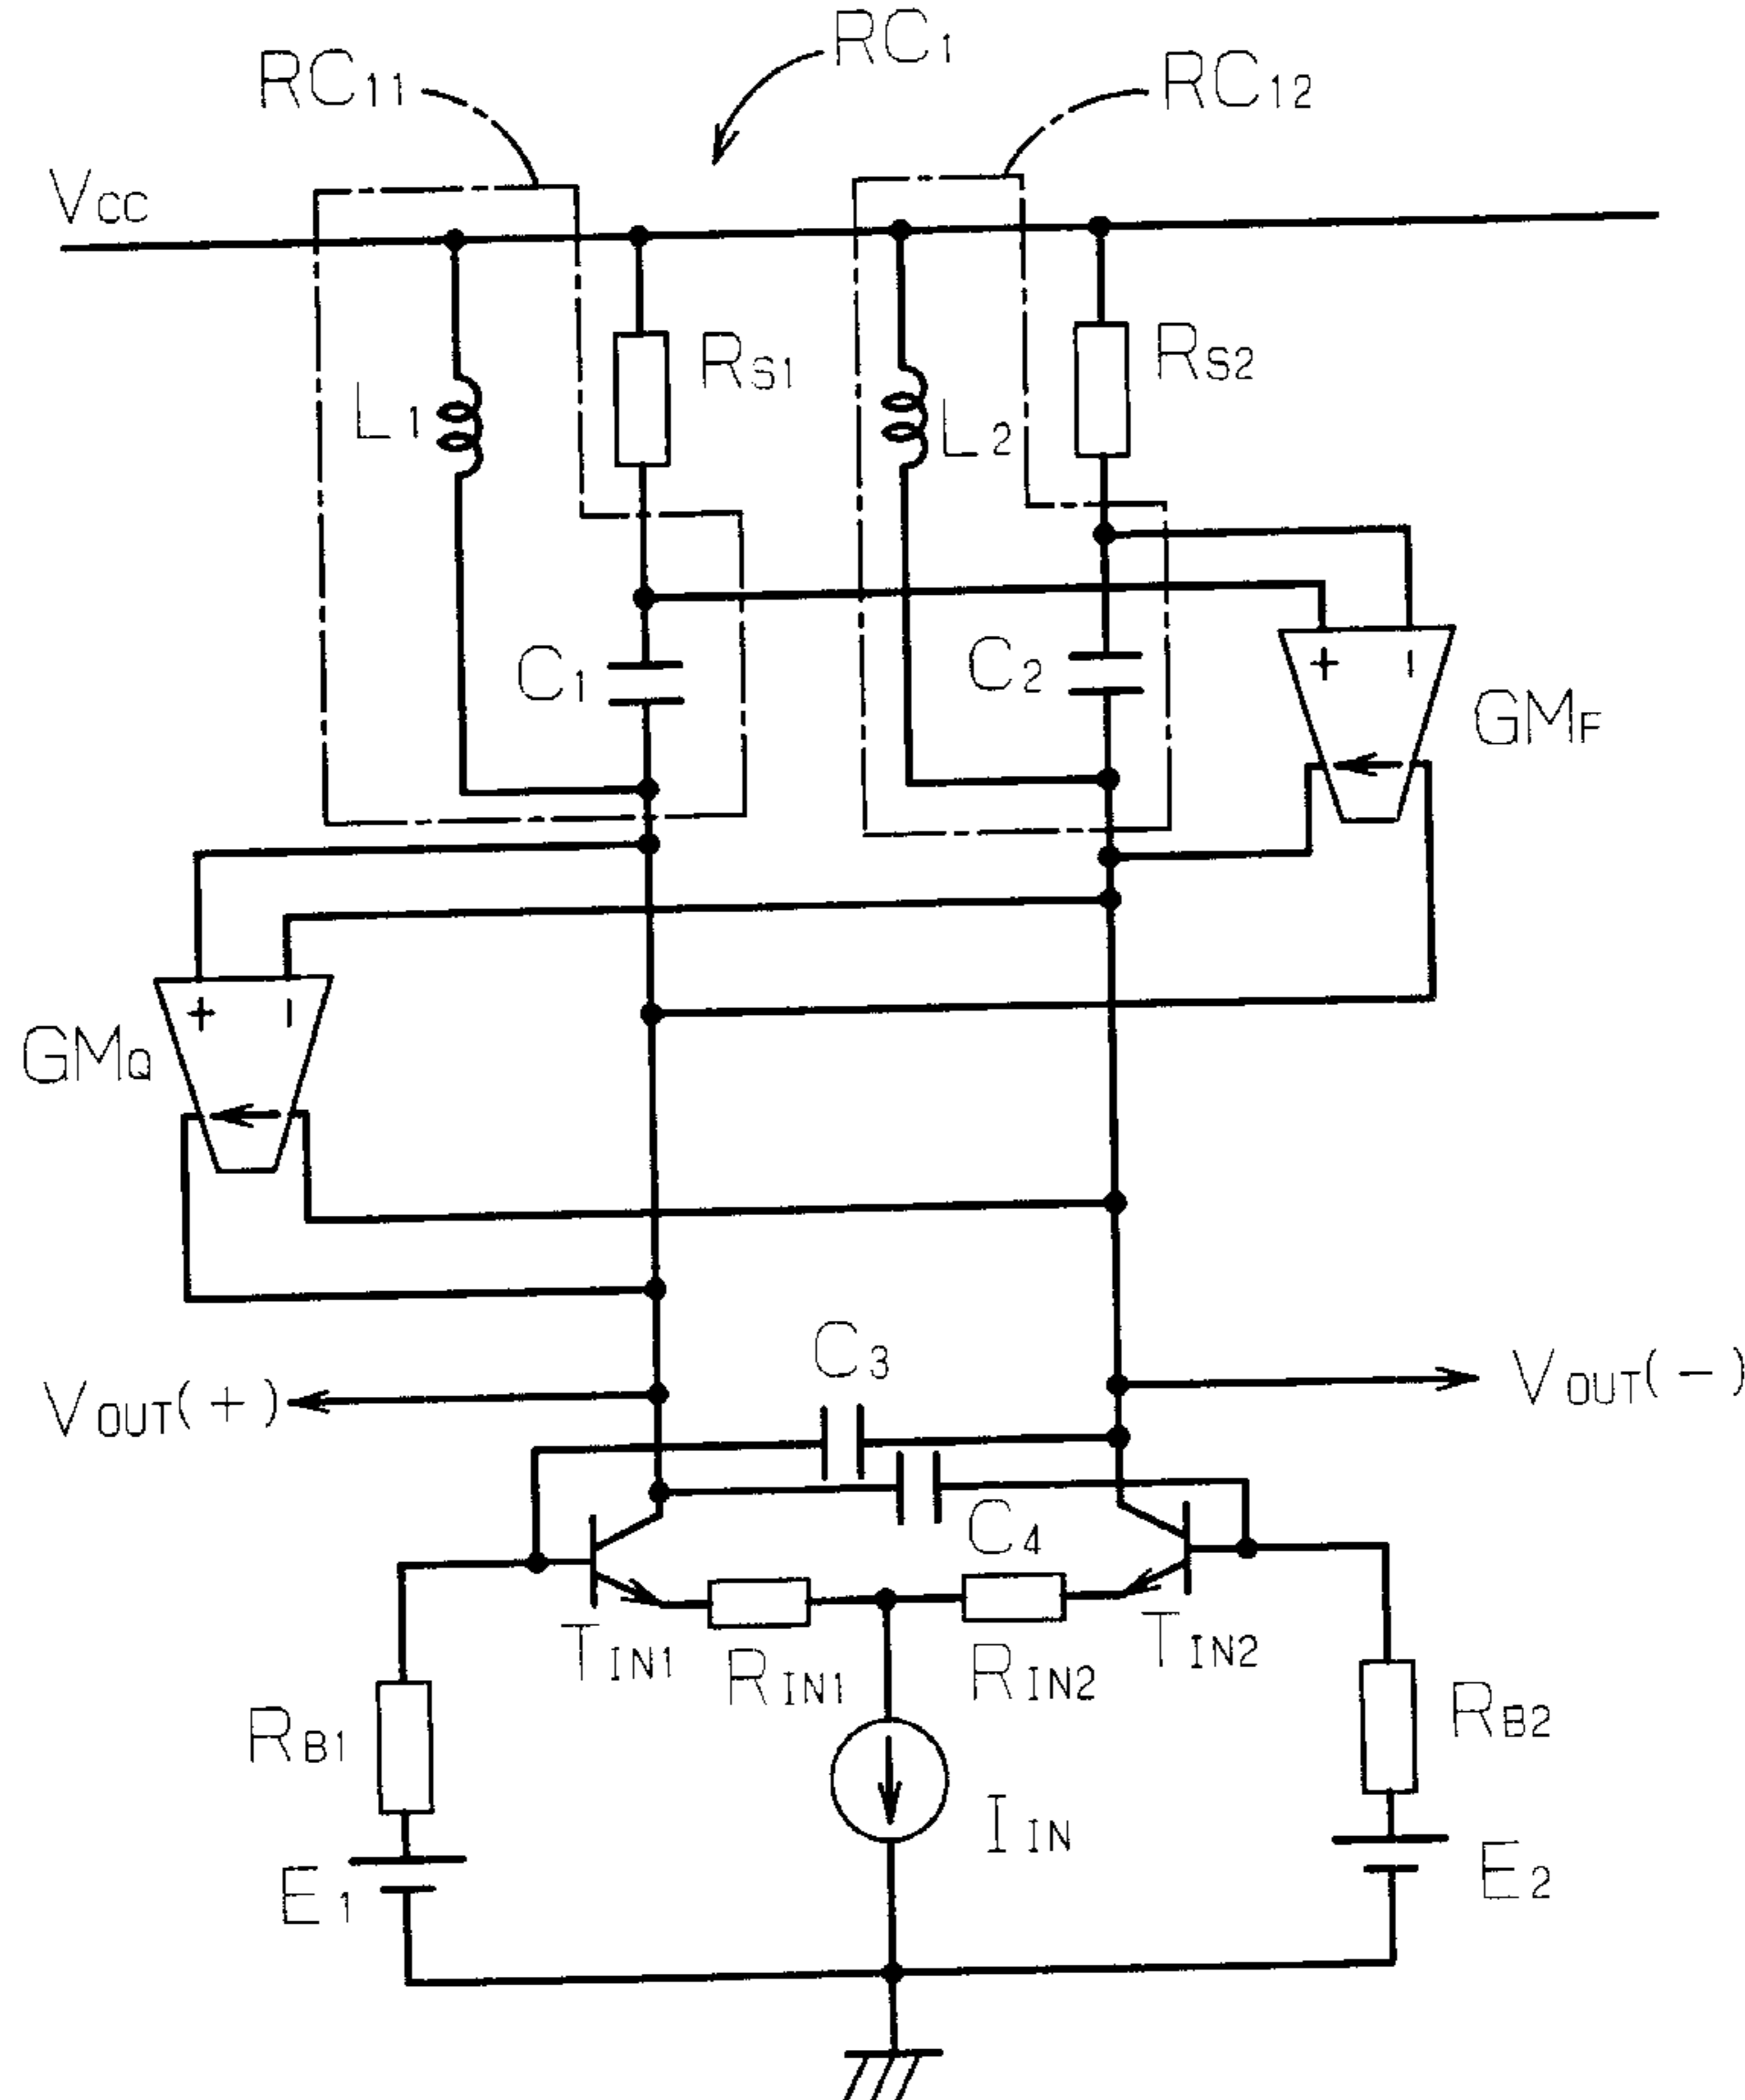 RC₁
RC₁₁
RC₁₂
Vcc
RS1
RS2
L1
L2
C1
C2
+ −
GMF
+ −
GMQ
C3
VOUT(+)
VOUT(−)
C4
TIN1
TIN2
RIN1
RIN2
RB1
RB2
IIN
E1
E2